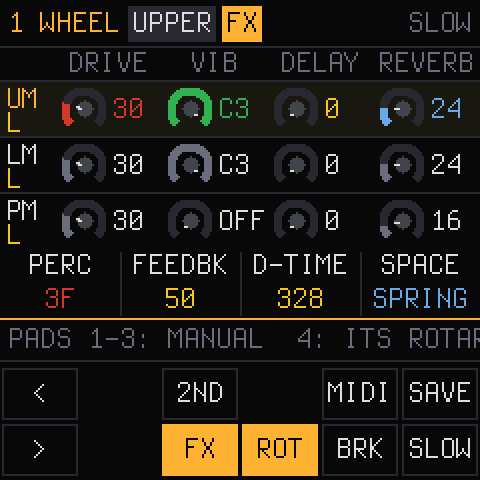 1 WHEEL UPPER FX SLOW
DRIVE VIB DELAY REVERB
UM L 30 C3 0 24
LM L 30 C3 0 24
PM L 30 OFF 0 16
PERC FEEDBK D-TIME SPACE
3F 50 328 SPRING
PADS 1-3: MANUAL 4: ITS ROTAR
< 2ND MIDI SAVE
> FX ROT BRK SLOW